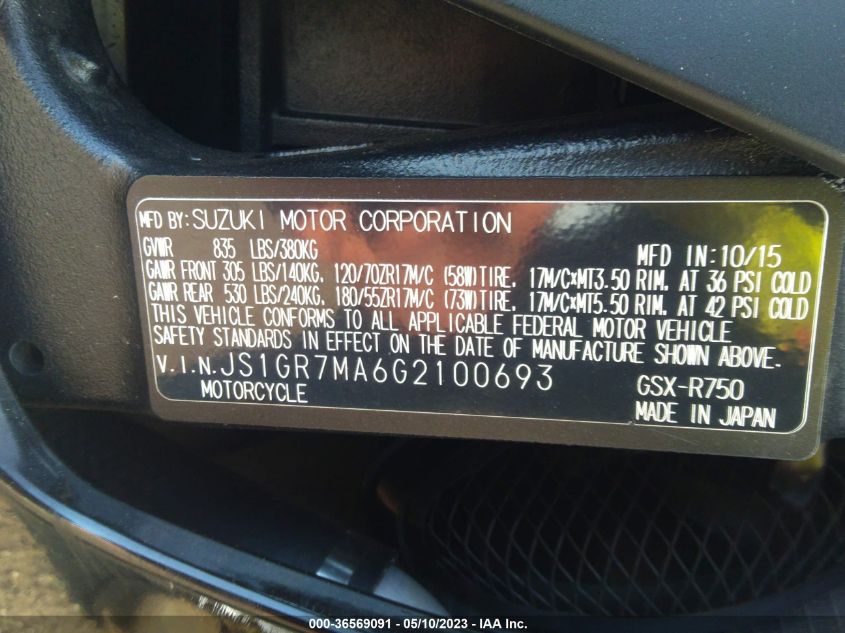 MFD BY: SUZUKI MOTOR CORPORATION
GVWR 835 LBS/380KG MFD IN: 10/15
GAWR FRONT 305 LBS/140KG, 120/70ZR17M/C (58W)TIRE, 17M/C×MT3.50 RIM. AT 36 PSI COLD
GAWR REAR 530 LBS/240KG, 180/55ZR17M/C (73W)TIRE, 17M/C×MT5.50 RIM. AT 42 PSI COLD
THIS VEHICLE CONFORMS TO ALL APPLICABLE FEDERAL MOTOR VEHICLE
SAFETY STANDARDS IN EFFECT ON THE DATE OF MANUFACTURE SHOWN ABOVE.
V.I.N. JS1GR7MA6G2100693 GSX-R750
MOTORCYCLE MADE IN JAPAN
000-36569091 - 05/10/2023 - IAA Inc.